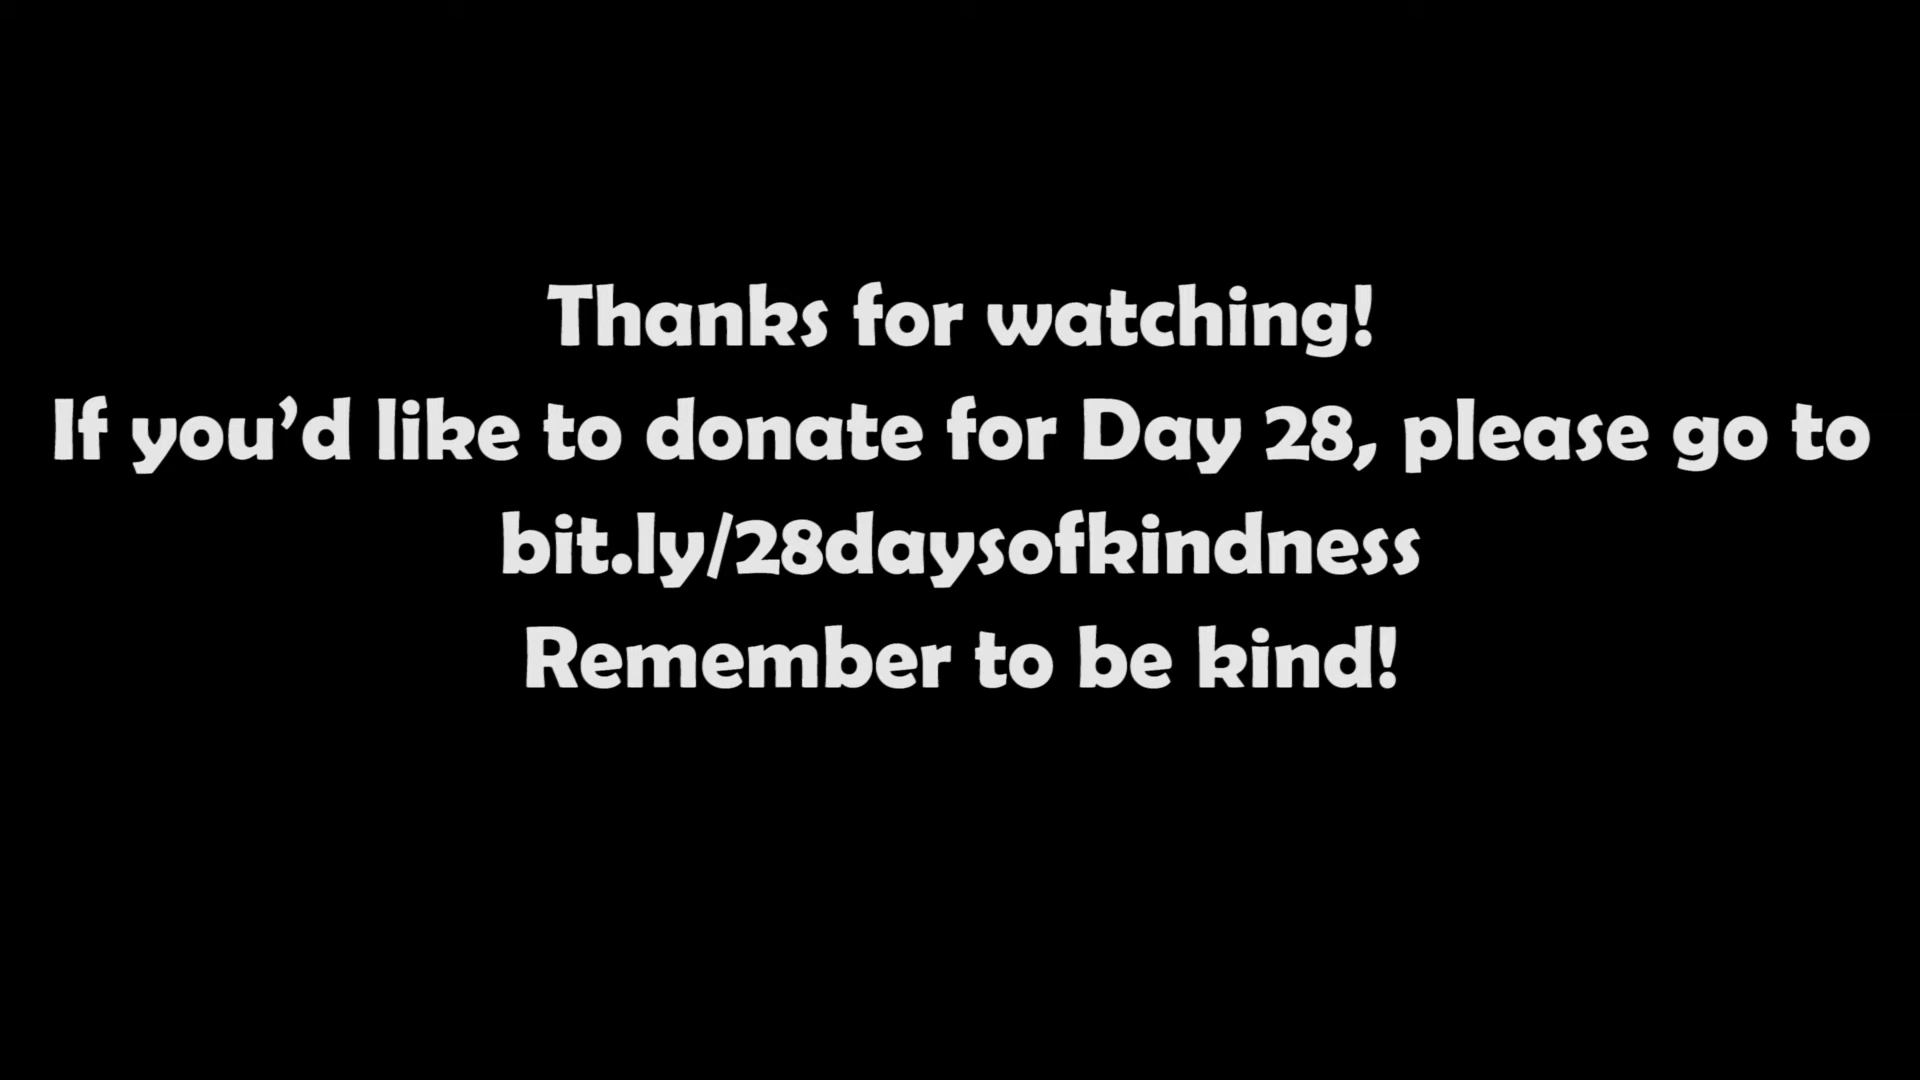 Thanks for watching!
If you’d like to donate for Day 28, please go to
bit.ly/28daysofkindness
Remember to be kind!